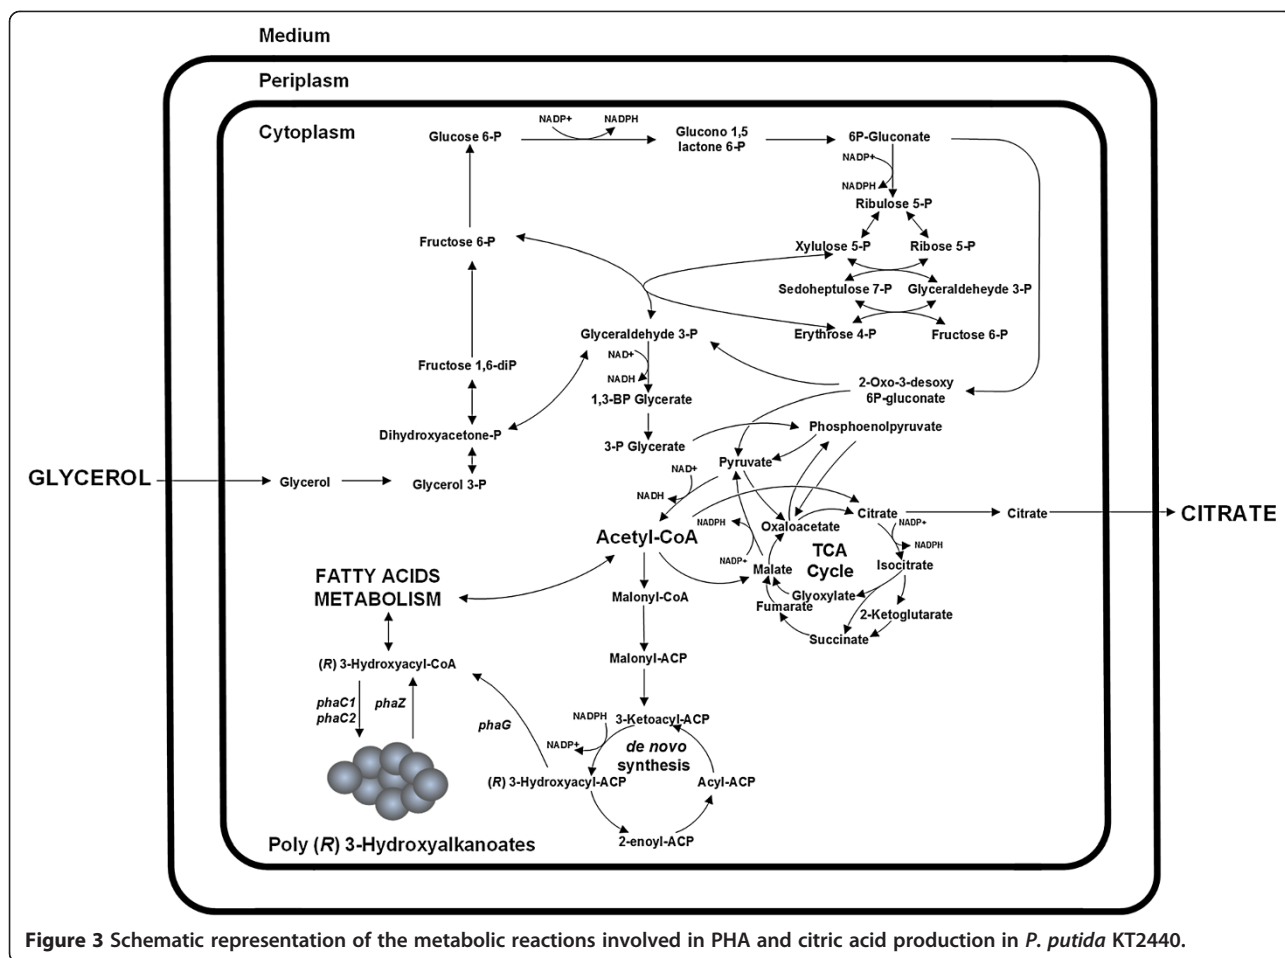 Medium
Periplasm
Cytoplasm
Glucose 6-P
NADP+
NADPH
Glucono 1,5
lactone 6-P
6P-Gluconate
NADP+
NADPH
Ribulose 5-P
Xylulose 5-P
Ribose 5-P
Fructose 6-P
Sedoheptulose 7-P
Glyceraldeheyde 3-P
Erythrose 4-P
Fructose 6-P
Glyceraldehyde 3-P
NAD+
NADH
Fructose 1,6-diP
1,3-BP Glycerate
2-Oxo-3-desoxy
6P-gluconate
Dihydroxyacetone-P
3-P Glycerate
Phosphoenolpyruvate
Pyruvate
GLYCEROL
Glycerol
Glycerol 3-P
NAD+
NADH
Acetyl-CoA
NADPH
NADP+
Oxaloacetate
Citrate
Citrate
CITRATE
NADP+
NADPH
TCA
Cycle
Isocitrate
Malate
Glyoxylate
Fumarate
2-Ketoglutarate
Succinate
FATTY ACIDS
METABOLISM
Malonyl-CoA
Malonyl-ACP
(R) 3-Hydroxyacyl-CoA
phaC1
phaC2
phaZ
phaG
NADPH
NADP+
3-Ketoacyl-ACP
de novo
synthesis
(R) 3-Hydroxyacyl-ACP
Acyl-ACP
2-enoyl-ACP
Poly (R) 3-Hydroxyalkanoates
Figure 3 Schematic representation of the metabolic reactions involved in PHA and citric acid production in P. putida KT2440.